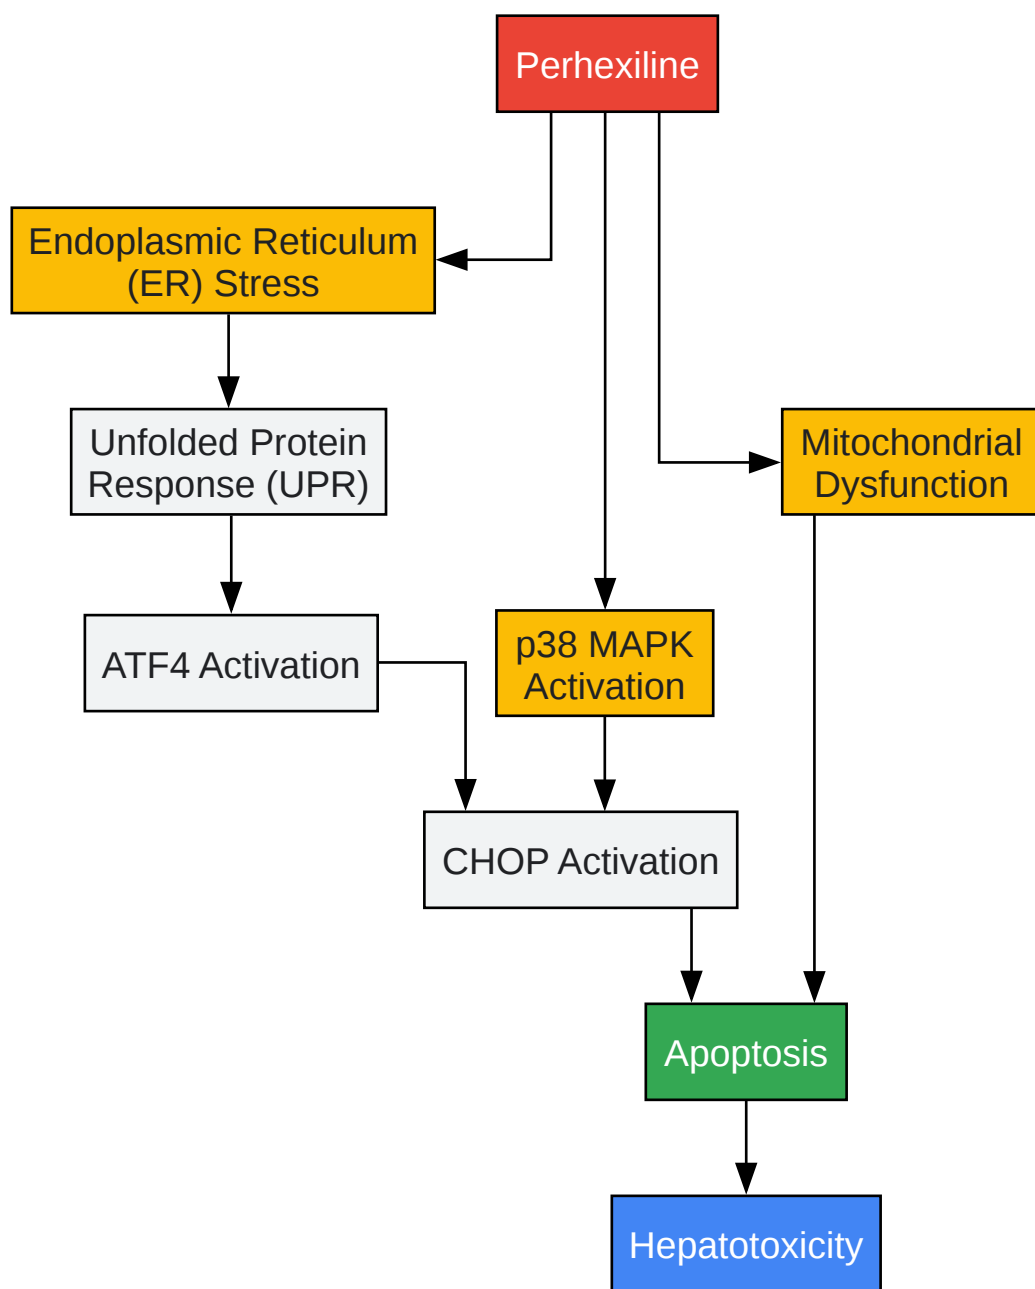 Perhexiline
Endoplasmic Reticulum
(ER) Stress
Unfolded Protein
Response (UPR)
Mitochondrial
Dysfunction
ATF4 Activation
p38 MAPK
Activation
CHOP Activation
Apoptosis
Hepatotoxicity